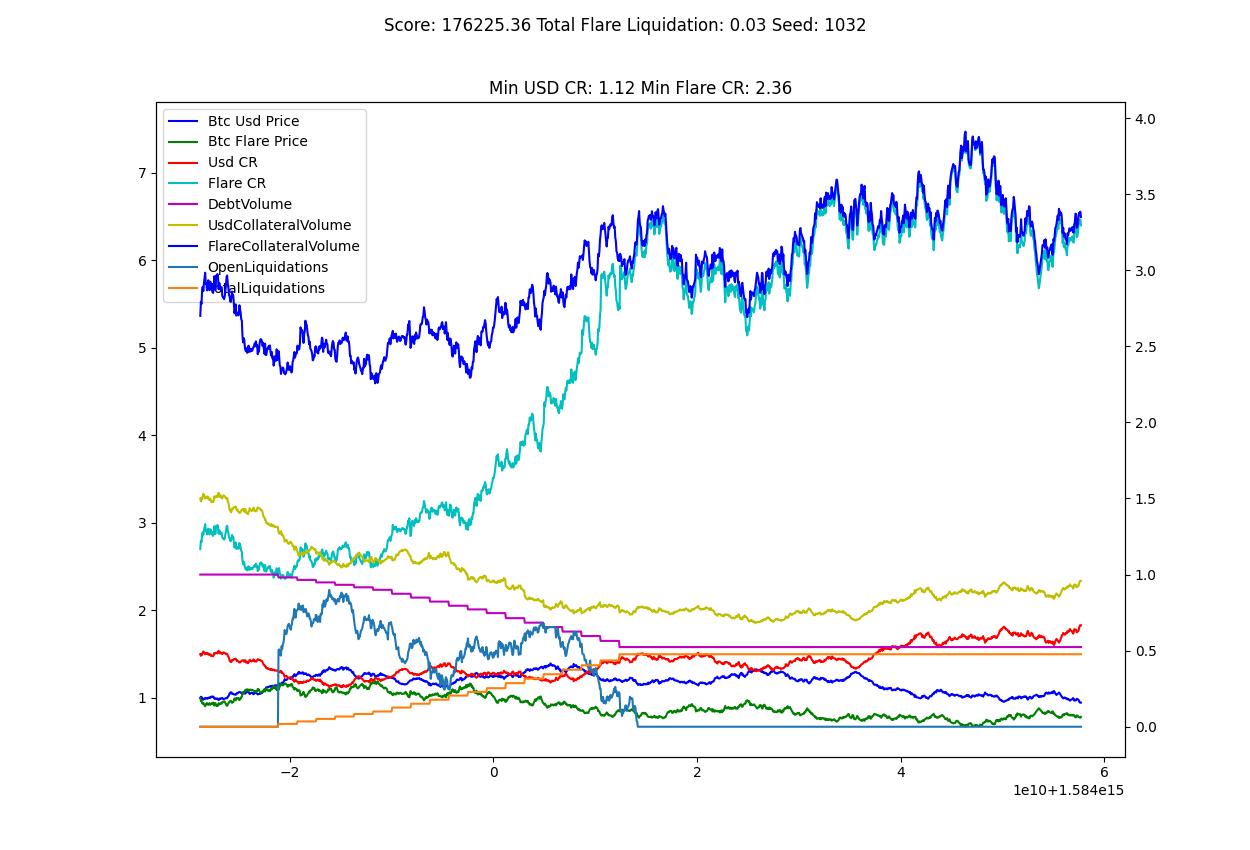 Score: 176225.36 Total Flare Liquidation: 0.03 Seed: 1032
Min USD CR: 1.12 Min Flare CR: 2.36
Btc Usd Price
Btc Flare Price
Usd CR
Flare CR
DebtVolume
UsdCollateralVolume
FlareCollateralVolume
OpenLiquidations
TotalLiquidations
7
6
5
4
3
2
1
4.0
3.5
3.0
2.5
2.0
1.5
1.0
0.5
0.0
−2
0
2
4
6
1e10+1.584e15